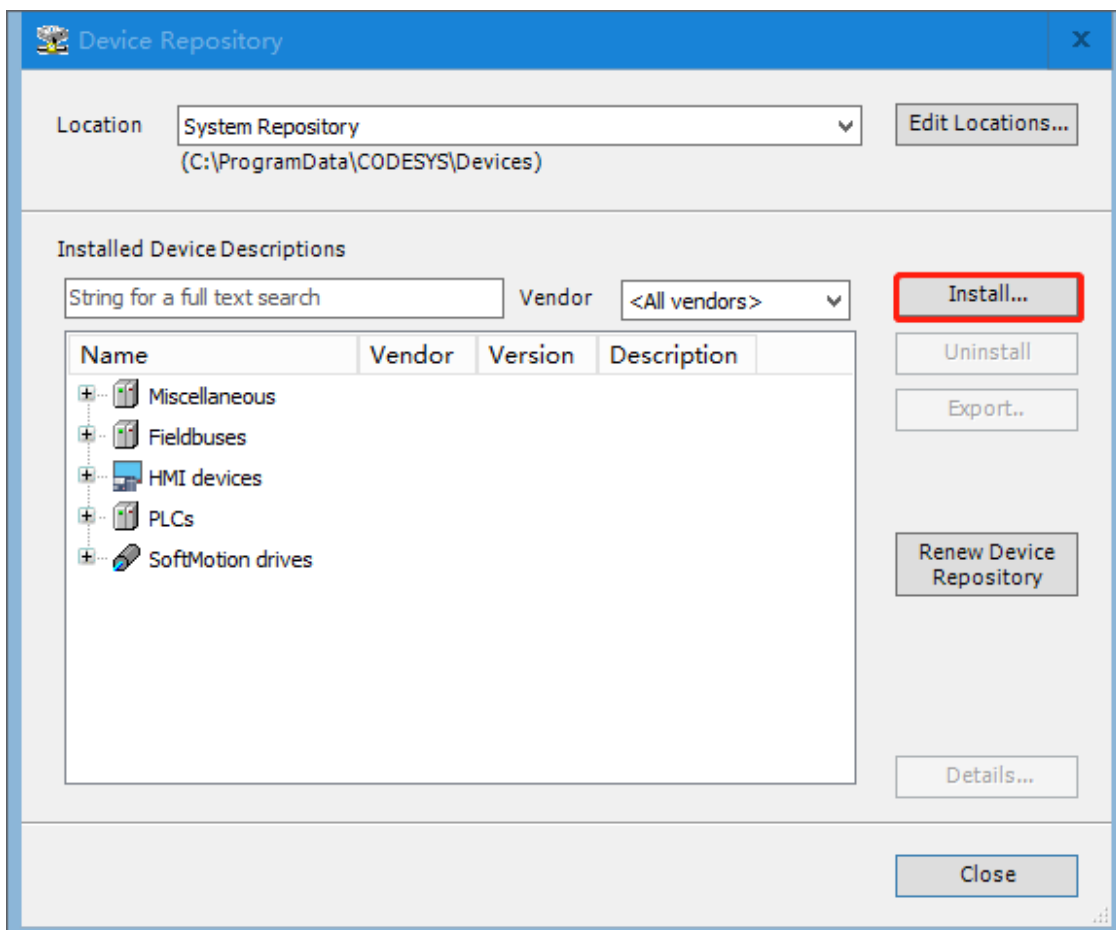 Device Repository
Location
System Repository
Edit Locations...
(C:\ProgramData\CODESYS\Devices)
Installed Device Descriptions
String for a full text search
Vendor
<All vendors>
Install...
Name Vendor Version Description
Uninstall
Miscellaneous
Export..
Fieldbuses
HMI devices
PLCs
SoftMotion drives
Renew Device
Repository
Details...
Close